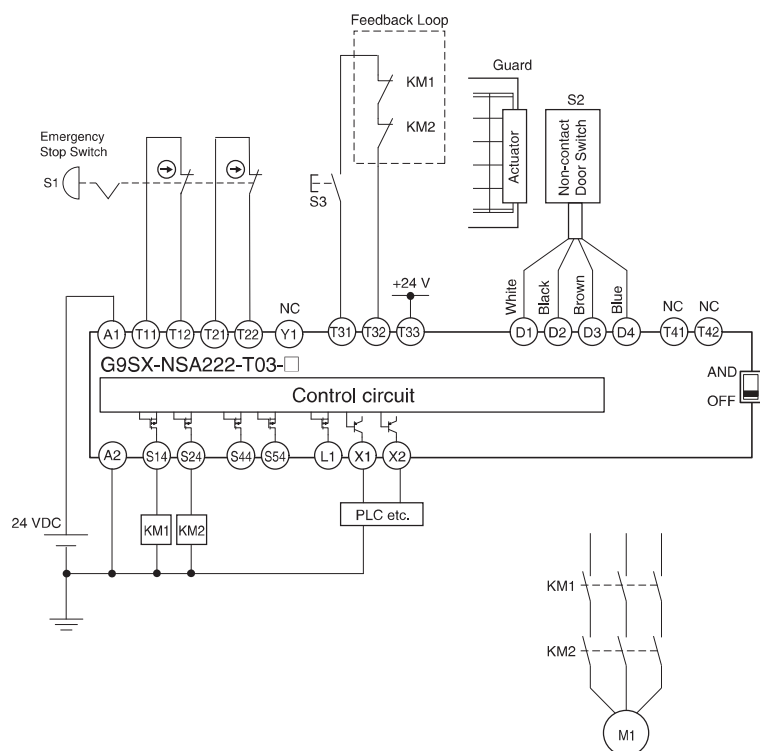 Feedback Loop
KM1
KM2
Guard
Actuator
S2
Non-contact
Door Switch
Emergency
Stop Switch
S1
S3
+24 V
White
Black
Brown
Blue
NC
NC
NC
A1
T11
T12
T21
T22
Y1
T31
T32
T33
D1
D2
D3
D4
T41
T42
G9SX-NSA222-T03-□
Control circuit
AND
OFF
A2
S14
S24
S44
S54
L1
X1
X2
24 VDC
KM1
KM2
PLC etc.
KM1
KM2
M1